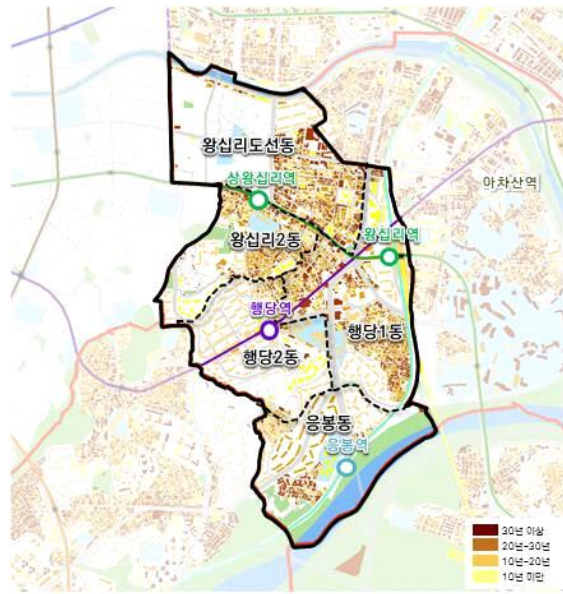 왕십리도선동
상왕십리역
아차산역
왕십리2동
왕십리역
행당역
행당1동
행당2동
응봉동
응봉역
30년 이상
20년-30년
10년-20년
10년 미만